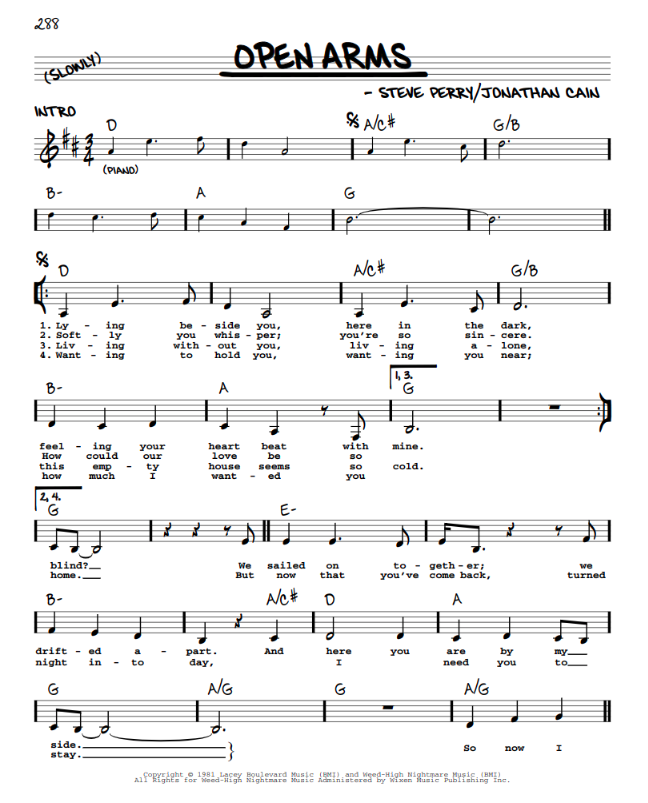 288
(SLOWLY)
OPEN ARMS
- STEVE PERRY/JONATHAN CAIN
INTRO
D A/C# G/B
3
4
(PIANO)
B- A G
D A/C# G/B
1. Ly - ing be - side you, here in the dark,
2. Soft - ly you whis - per; you're so sin - cere.
3. Liv - ing with - out you, liv - ing a - lone,
4. Want - ing to hold you, want - ing you near;
1, 3.
B- A G
feel - ing your heart beat with mine.
How could our love be so
this emp - ty house seems so cold.
how much I want - ed you
2, 4.
G E-
blind? We sailed on to - geth - er; we
home. But now that you've come back, turned
B- A/C# D A
drift - ed a - part. And here you are by my
night in - to day, I need you to
G A/G G A/G
side. So now I
stay.
Copyright © 1981 Lacey Boulevard Music (BMI) and Weed-High Nightmare Music (BMI)
All Rights for Weed-High Nightmare Music Administered by Wixen Music Publishing Inc.